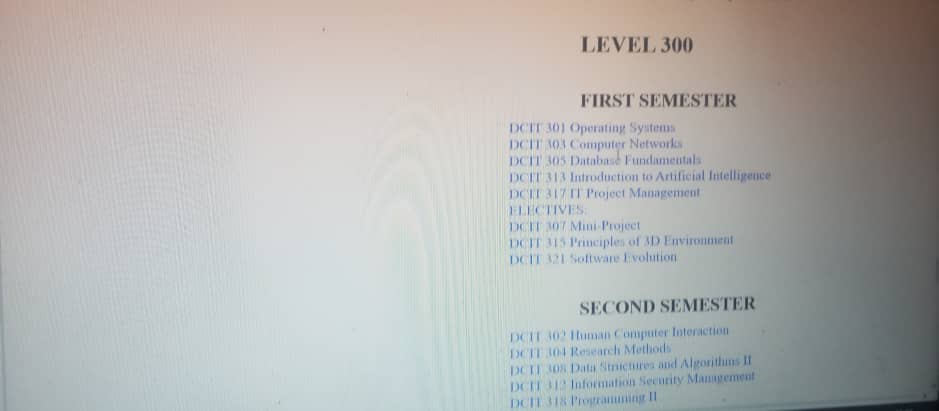 LEVEL 300
FIRST SEMESTER
DCIT 301 Operating Systems
DCIT 303 Computer Networks
DCIT 305 Database Fundamentals
DCIT 313 Introduction to Artificial Intelligence
DCIT 317 IT Project Management
ELECTIVES:
DCIT 307 Mini-Project
DCIT 315 Principles of 3D Environment
DCIT 321 Software Evolution
SECOND SEMESTER
DCIT 302 Human Computer Interaction
DCIT 304 Research Methods
DCIT 308 Data Structures and Algorithms II
DCIT 312 Information Security Management
DCIT 318 Programming II